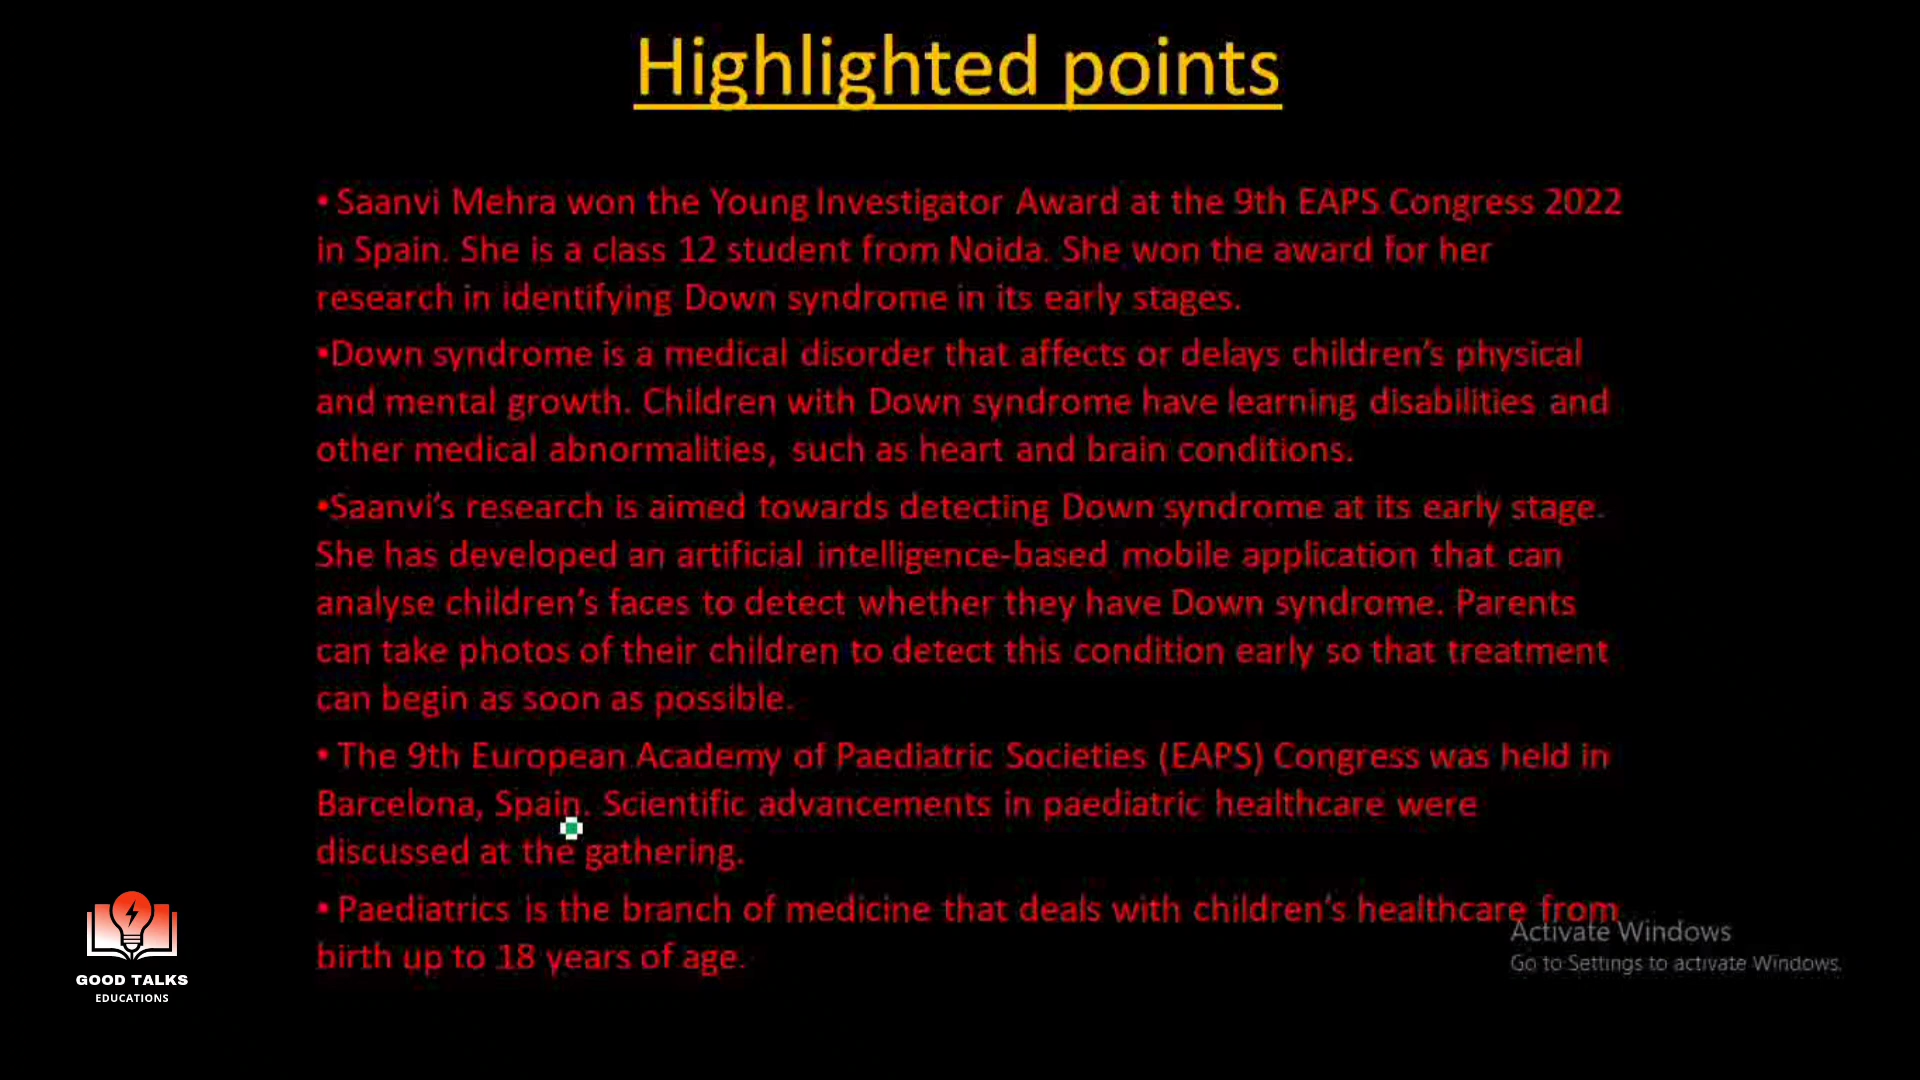 Highlighted points
• Saanvi Mehra won the Young Investigator Award at the 9th EAPS Congress 2022
in Spain. She is a class 12 student from Noida. She won the award for her
research in identifying Down syndrome in its early stages.
•Down syndrome is a medical disorder that affects or delays children's physical
and mental growth. Children with Down syndrome have learning disabilities and
other medical abnormalities, such as heart and brain conditions.
•Saanvi's research is aimed towards detecting Down syndrome at its early stage.
She has developed an artificial intelligence-based mobile application that can
analyse children's faces to detect whether they have Down syndrome. Parents
can take photos of their children to detect this condition early so that treatment
can begin as soon as possible.
• The 9th European Academy of Paediatric Societies (EAPS) Congress was held in
Barcelona, Spain. Scientific advancements in paediatric healthcare were
discussed at the gathering.
• Paediatrics is the branch of medicine that deals with children's healthcare from
birth up to 18 years of age.
Activate Windows
Go to Settings to activate Windows.
GOOD TALKS
EDUCATIONS